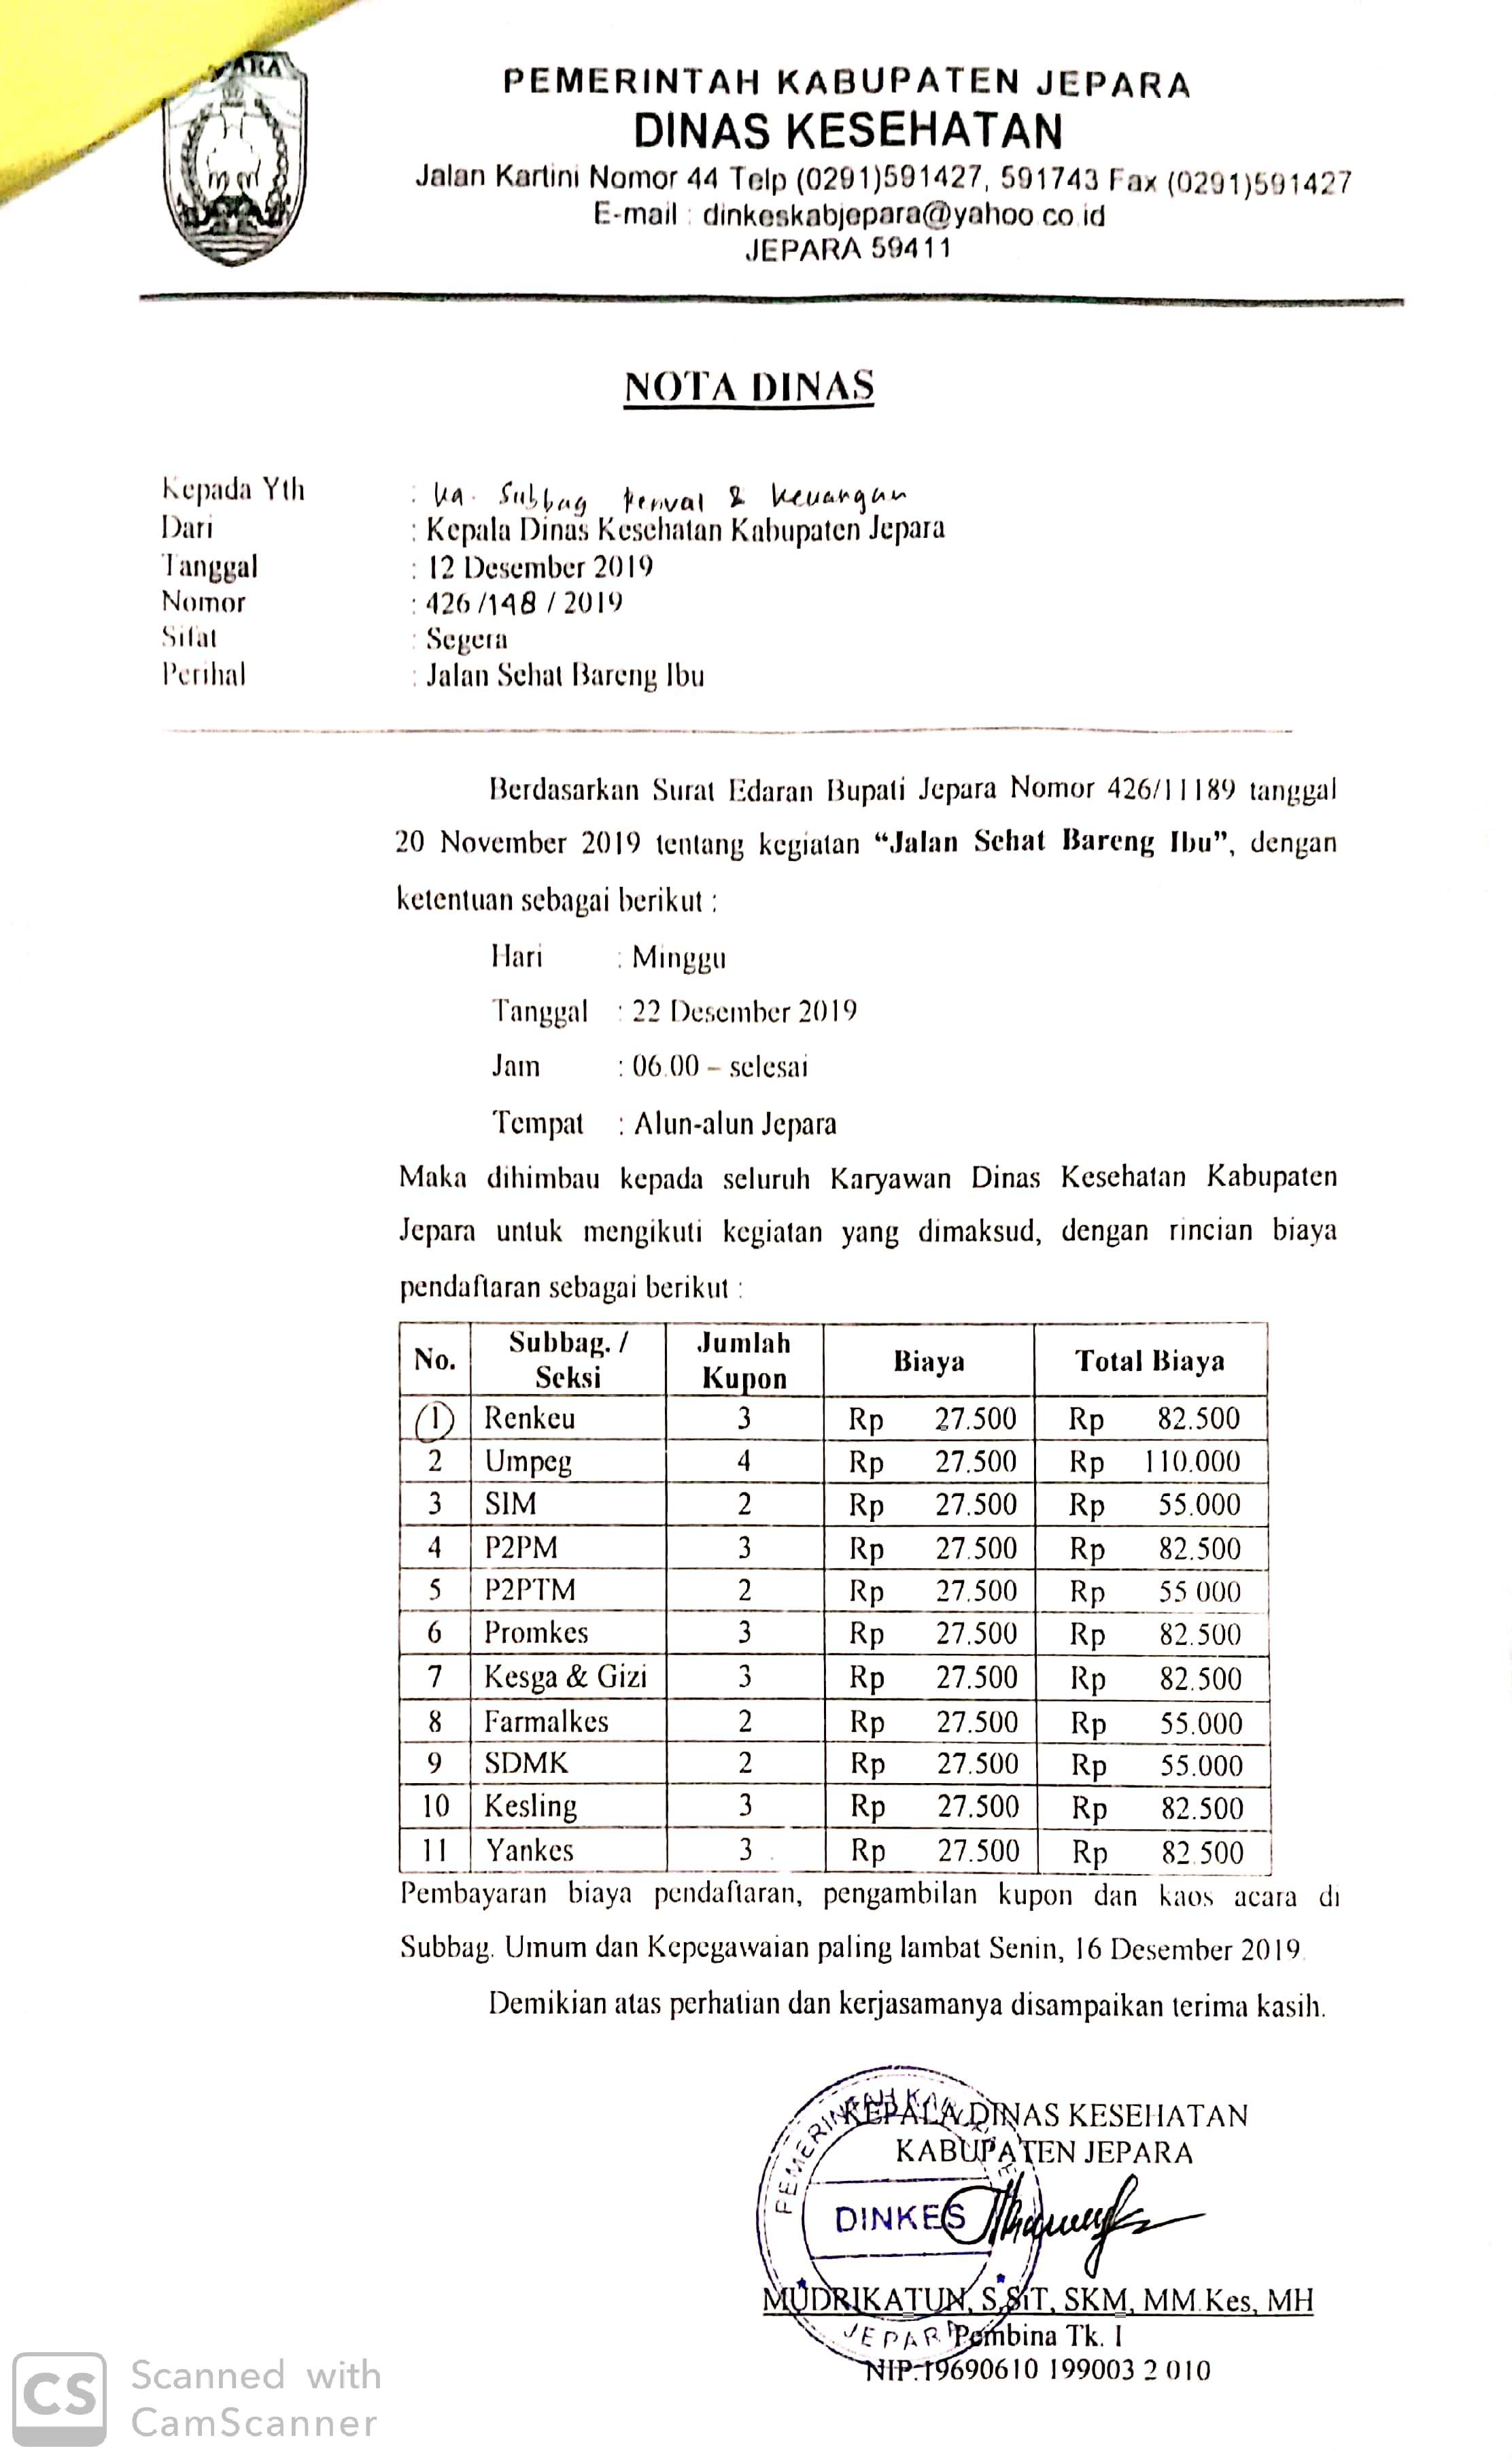 PEMERINTAH KABUPATEN JEPARA
DINAS KESEHATAN
Jalan Kartini Nomor 44 Telp (0291)591427, 591743 Fax (0291)591427
E-mail : dinkeskabjepara@yahoo.co.id
JEPARA 59411
NOTA DINAS
Kepada Yth : Ka. Subbag & Keuangan
Dari : Kepala Dinas Kesehatan Kabupaten Jepara
Tanggal : 12 Desember 2019
Nomor : 426 /148 / 2019
Sifat : Segera
Perihal : Jalan Sehat Bareng Ibu
Berdasarkan Surat Edaran Bupati Jepara Nomor 426/11189 tanggal
20 November 2019 tentang kegiatan “Jalan Sehat Bareng Ibu”, dengan
ketentuan sebagai berikut :
Hari : Minggu
Tanggal : 22 Desember 2019
Jam : 06.00 – selesai
Tempat : Alun-alun Jepara
Maka dihimbau kepada seluruh Karyawan Dinas Kesehatan Kabupaten
Jepara untuk mengikuti kegiatan yang dimaksud, dengan rincian biaya
pendaftaran sebagai berikut :
No. Subbag. / Seksi Jumlah Kupon Biaya Total Biaya
1 Renkeu 3 Rp 27.500 Rp 82.500
2 Umpeg 4 Rp 27.500 Rp 110.000
3 SIM 2 Rp 27.500 Rp 55.000
4 P2PM 3 Rp 27.500 Rp 82.500
5 P2PTM 2 Rp 27.500 Rp 55.000
6 Promkes 3 Rp 27.500 Rp 82.500
7 Kesga & Gizi 3 Rp 27.500 Rp 82.500
8 Farmalkes 2 Rp 27.500 Rp 55.000
9 SDMK 2 Rp 27.500 Rp 55.000
10 Kesling 3 Rp 27.500 Rp 82.500
11 Yankes 3 Rp 27.500 Rp 82.500
Pembayaran biaya pendaftaran, pengambilan kupon dan kaos acara di
Subbag. Umum dan Kepegawaian paling lambat Senin, 16 Desember 2019.
Demikian atas perhatian dan kerjasamanya disampaikan terima kasih.
KEPALA DINAS KESEHATAN
KABUPATEN JEPARA
DINKES
MUDRIKATUN, S.SiT, SKM, MM.Kes, MH
JEPARA
Pembina Tk. I
NIP.19690610 199003 2 010
CS
Scanned with
CamScanner